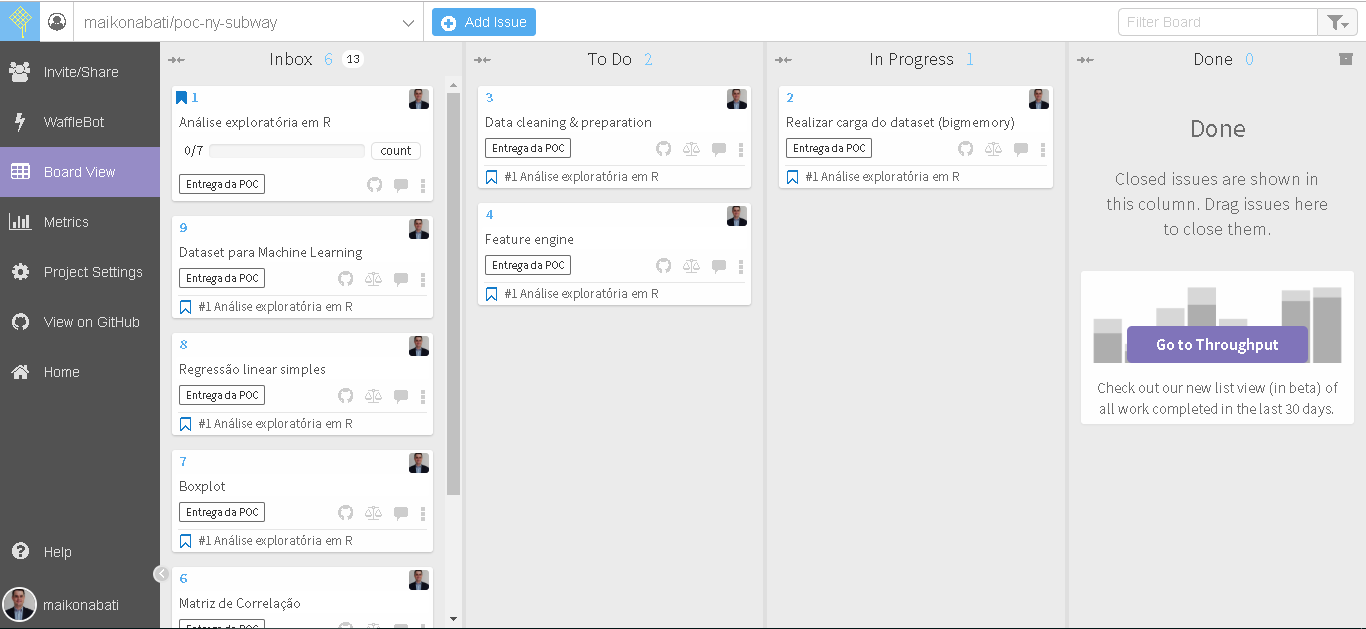 maikonabati/poc-ny-subway
Add Issue
Filter Board
Invite/Share
WaffleBot
Board View
Metrics
Project Settings
View on GitHub
Home
Help
maikonabati
Inbox 6 13
1
Análise exploratória em R
0/7 count
Entrega da POC
9
Dataset para Machine Learning
Entrega da POC
#1 Análise exploratória em R
8
Regressão linear simples
Entrega da POC
#1 Análise exploratória em R
7
Boxplot
Entrega da POC
#1 Análise exploratória em R
6
Matriz de Correlação
Entrega da POC
To Do 2
3
Data cleaning & preparation
Entrega da POC
#1 Análise exploratória em R
4
Feature engine
Entrega da POC
#1 Análise exploratória em R
In Progress 1
2
Realizar carga do dataset (bigmemory)
Entrega da POC
#1 Análise exploratória em R
Done 0
Done
Closed issues are shown in
this column. Drag issues here
to close them.
Go to Throughput
Check out our new list view (in beta) of
all work completed in the last 30 days.